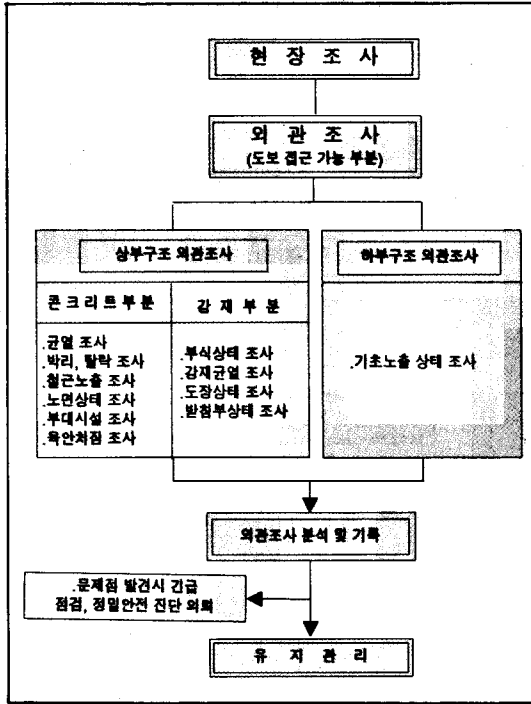 현 장 조 사
외 관 조 사
(도보 접근 가능 부분)
상부구조 외관조사
콘 크 리 트 부 분
.균열 조사
.박리, 탈락 조사
.철근노출 조사
.노면상태 조사
.부대시설 조사
.육안처짐 조사
강 재 부 분
.부식상태 조사
.강재균열 조사
.도장상태 조사
.받침부상태 조사
하부구조 외관조사
.기초노출 상태 조사
외관조사 분석 및 기록
.문제점 발견시 긴급
점검, 정밀안전 진단 의뢰
유 지 관 리